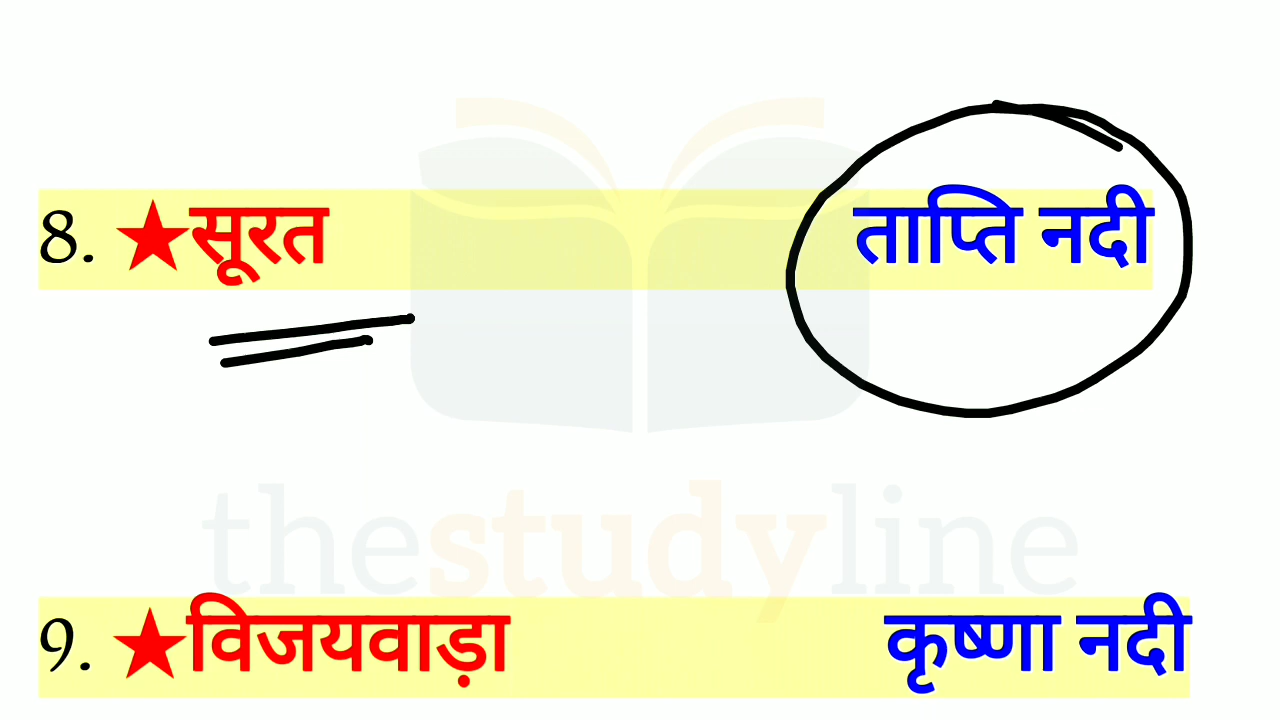 8. ★सूरत ताप्ति नदी
thestudyline
9. ★विजयवाड़ा कृष्णा नदी